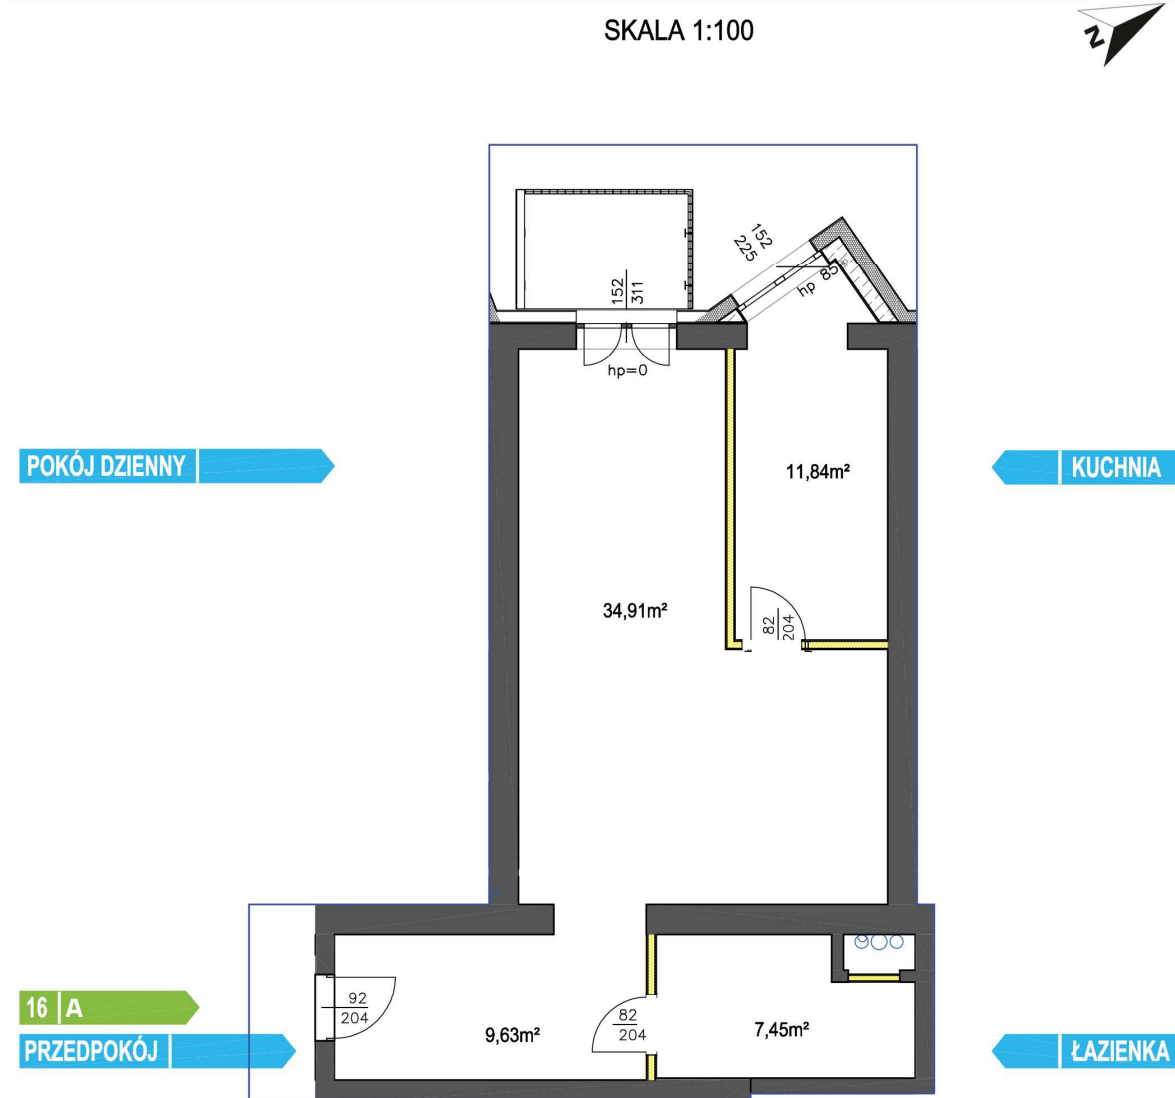 SKALA 1:100
N
152
225
hp 85
152
311
hp=0
POKÓJ DZIENNY
KUCHNIA
11,84m²
34,91m²
82
204
16 A
92
204
82
204
9,63m²
7,45m²
PRZEDPOKÓJ
ŁAZIENKA